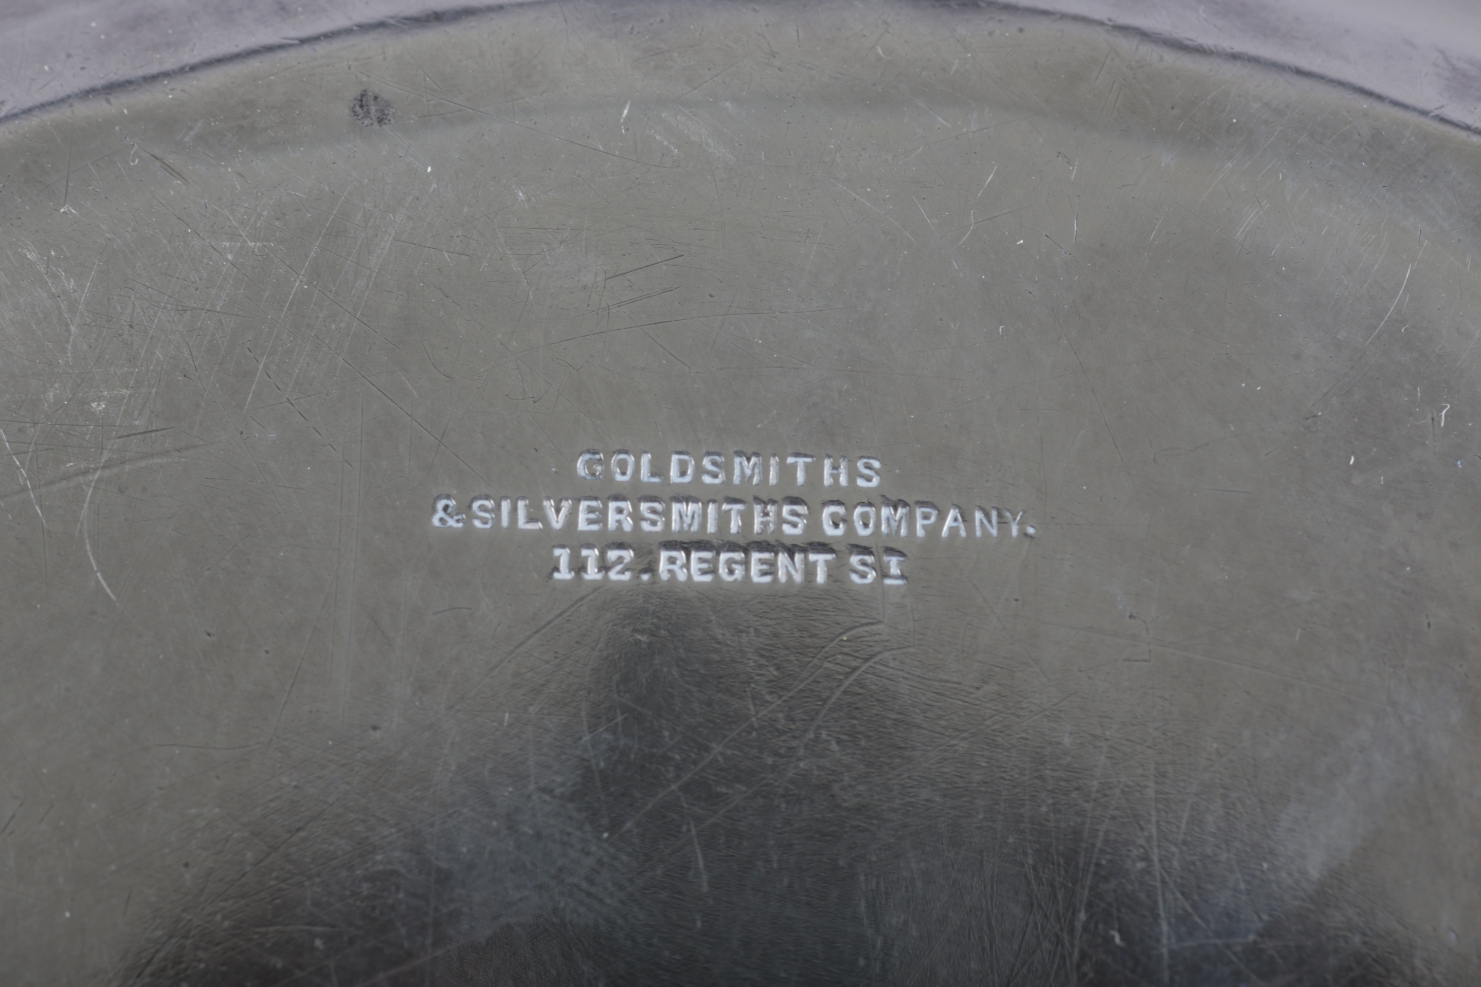 GOLDSMITHS
&SILVERSMITHS COMPANY.
112.REGENT ST